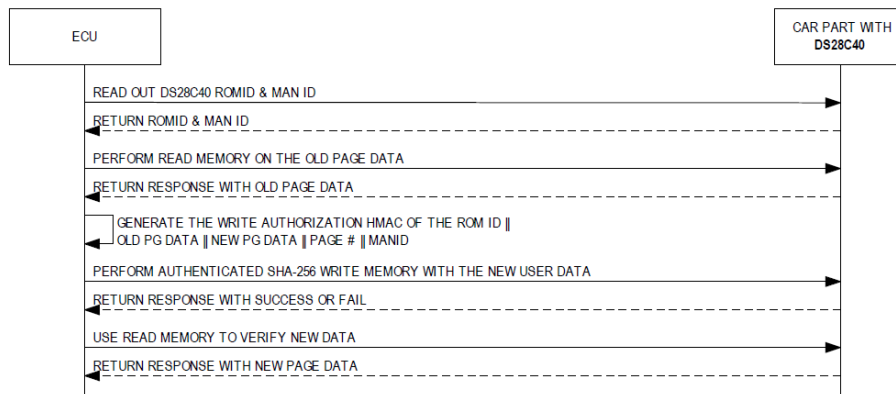 ECU
CAR PART WITH
DS28C40
READ OUT DS28C40 ROMID & MAN ID
RETURN ROMID & MAN ID
PERFORM READ MEMORY ON THE OLD PAGE DATA
RETURN RESPONSE WITH OLD PAGE DATA
GENERATE THE WRITE AUTHORIZATION HMAC OF THE ROM ID ||
OLD PG DATA || NEW PG DATA || PAGE # || MANID
PERFORM AUTHENTICATED SHA-256 WRITE MEMORY WITH THE NEW USER DATA
RETURN RESPONSE WITH SUCCESS OR FAIL
USE READ MEMORY TO VERIFY NEW DATA
RETURN RESPONSE WITH NEW PAGE DATA